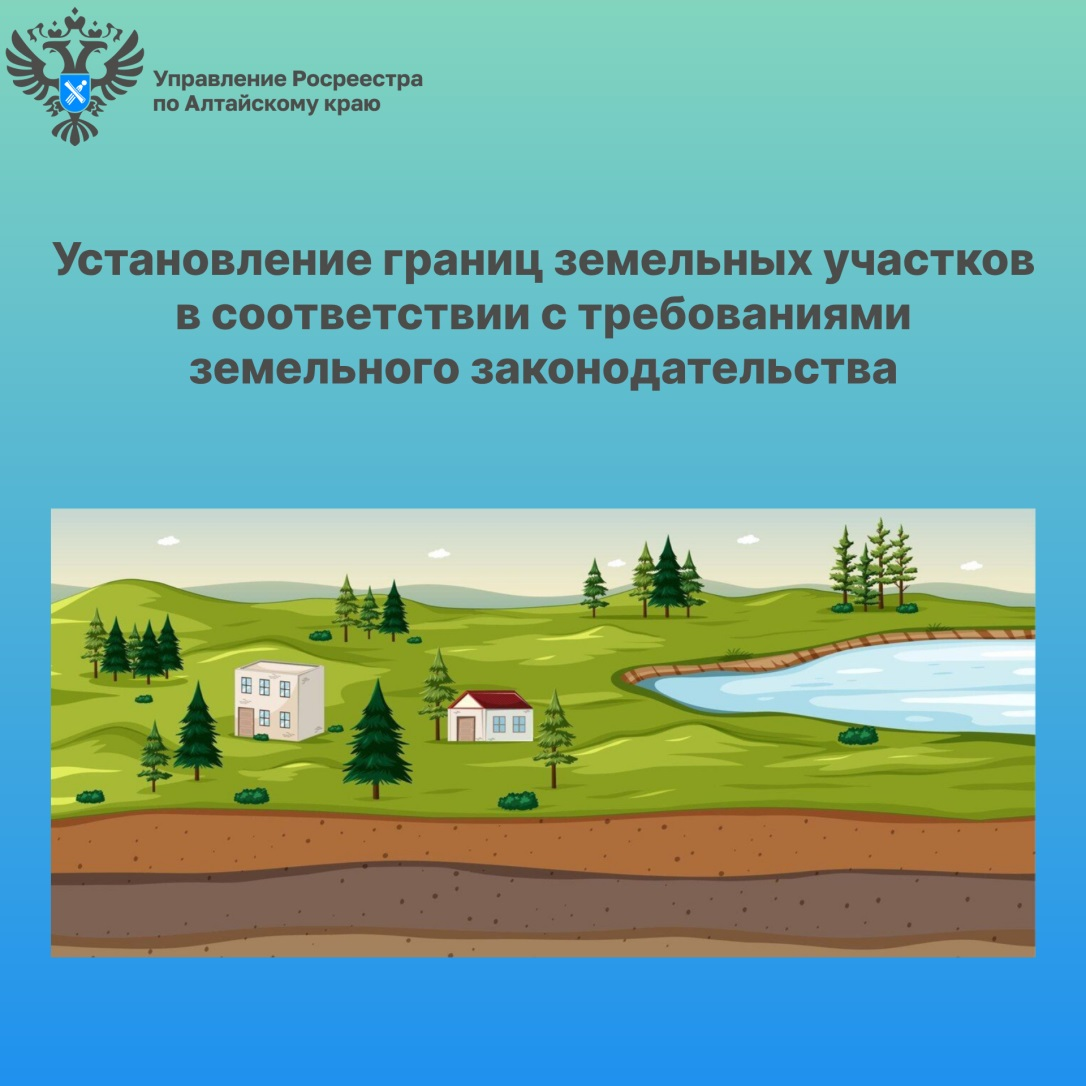 Управление Росреестра
по Алтайскому краю
Установление границ земельных участков
в соответствии с требованиями
земельного законодательства